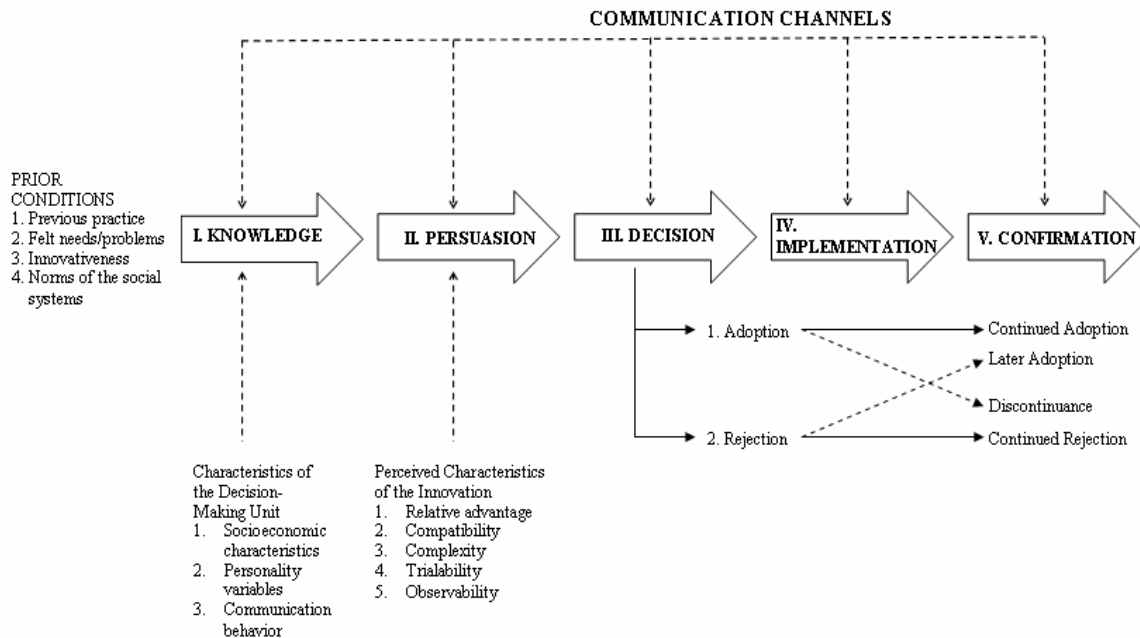 COMMUNICATION CHANNELS
PRIOR
CONDITIONS
1. Previous practice
2. Felt needs/problems
3. Innovativeness
4. Norms of the social
systems
I. KNOWLEDGE
II. PERSUASION
III. DECISION
IV.
IMPLEMENTATION
V. CONFIRMATION
1. Adoption
2. Rejection
Continued Adoption
Later Adoption
Discontinuance
Continued Rejection
Characteristics of
the Decision-
Making Unit
1. Socioeconomic
characteristics
2. Personality
variables
3. Communication
behavior
Perceived Characteristics
of the Innovation
1. Relative advantage
2. Compatibility
3. Complexity
4. Trialability
5. Observability